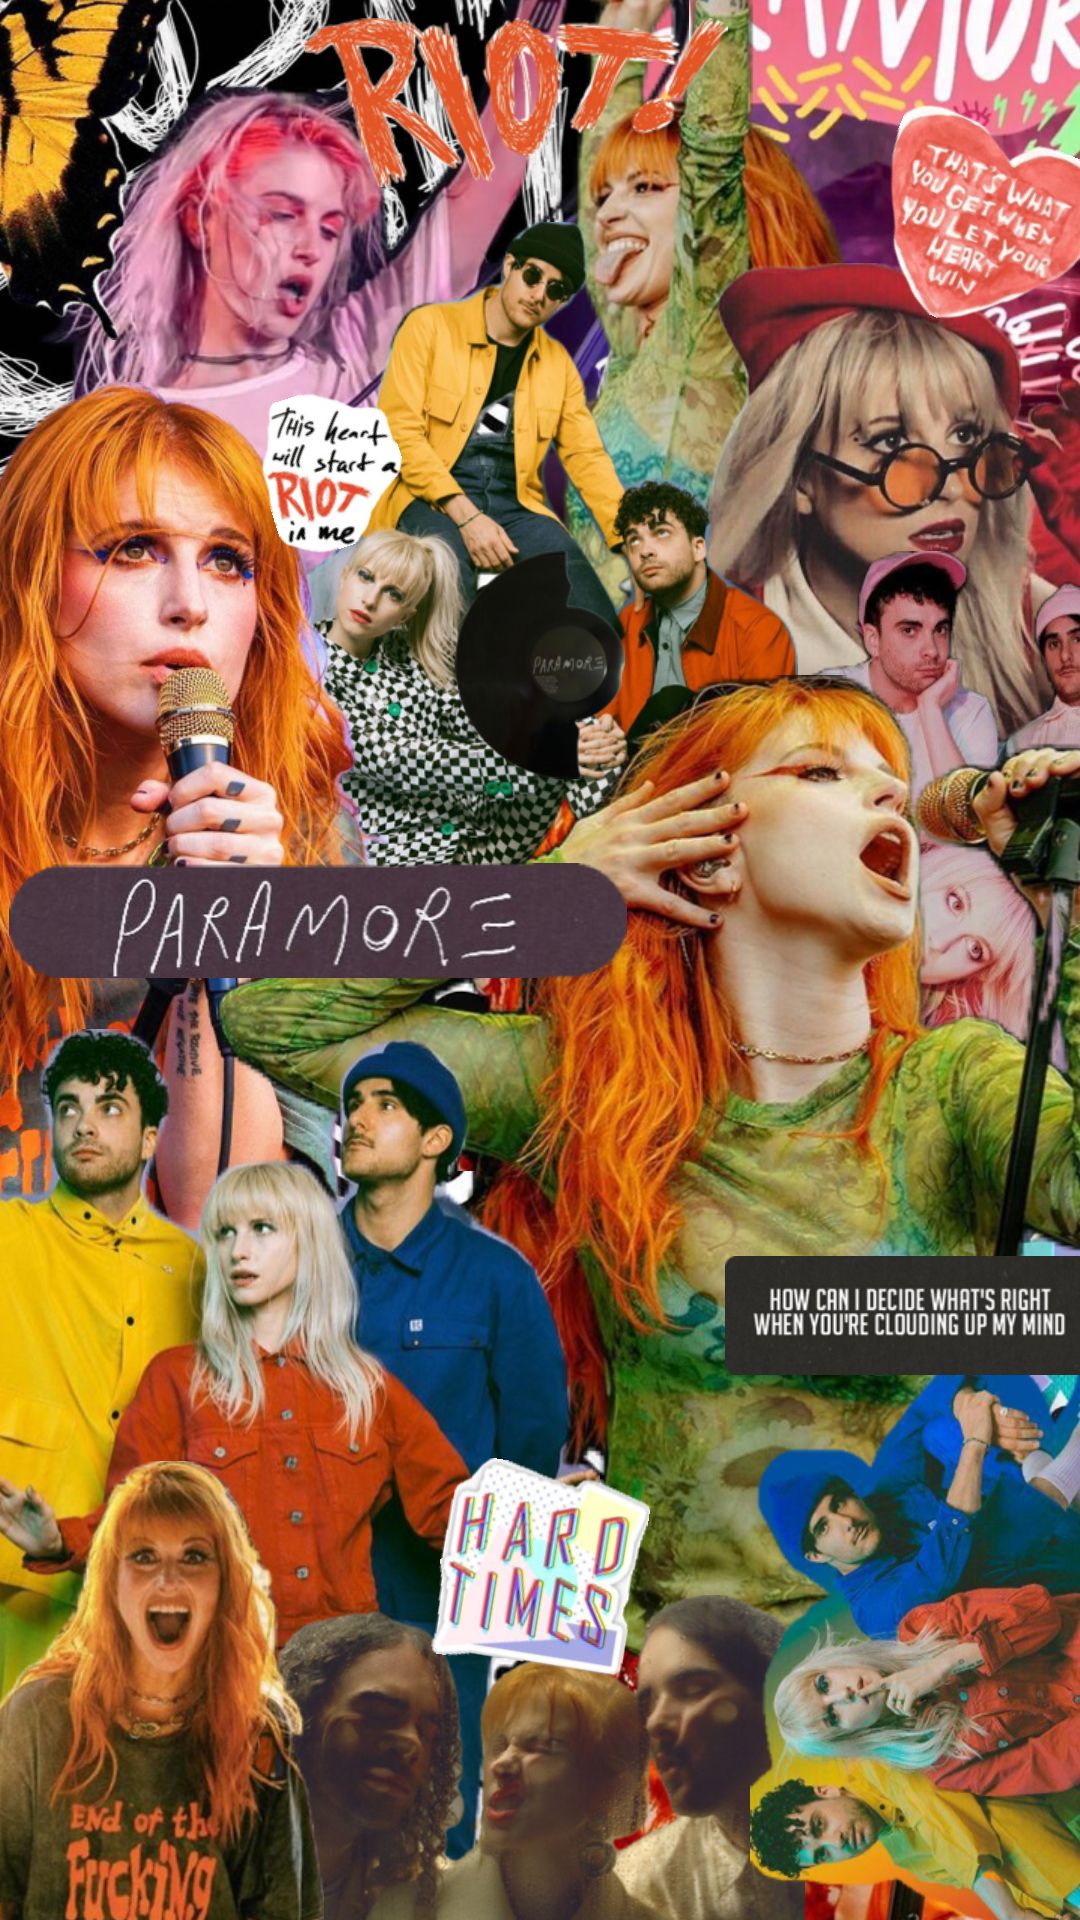 RIOT!
THAT'S WHAT
YOU GET WHEN
YOU LET YOUR
HEART
WIN
THIS heart
will start a
RIOT
in me
PARAMORE
PARAMORE
HOW CAN I DECIDE WHAT'S RIGHT
WHEN YOU'RE CLOUDING UP MY MIND
HARD
TIMES
END of the
FUCKING